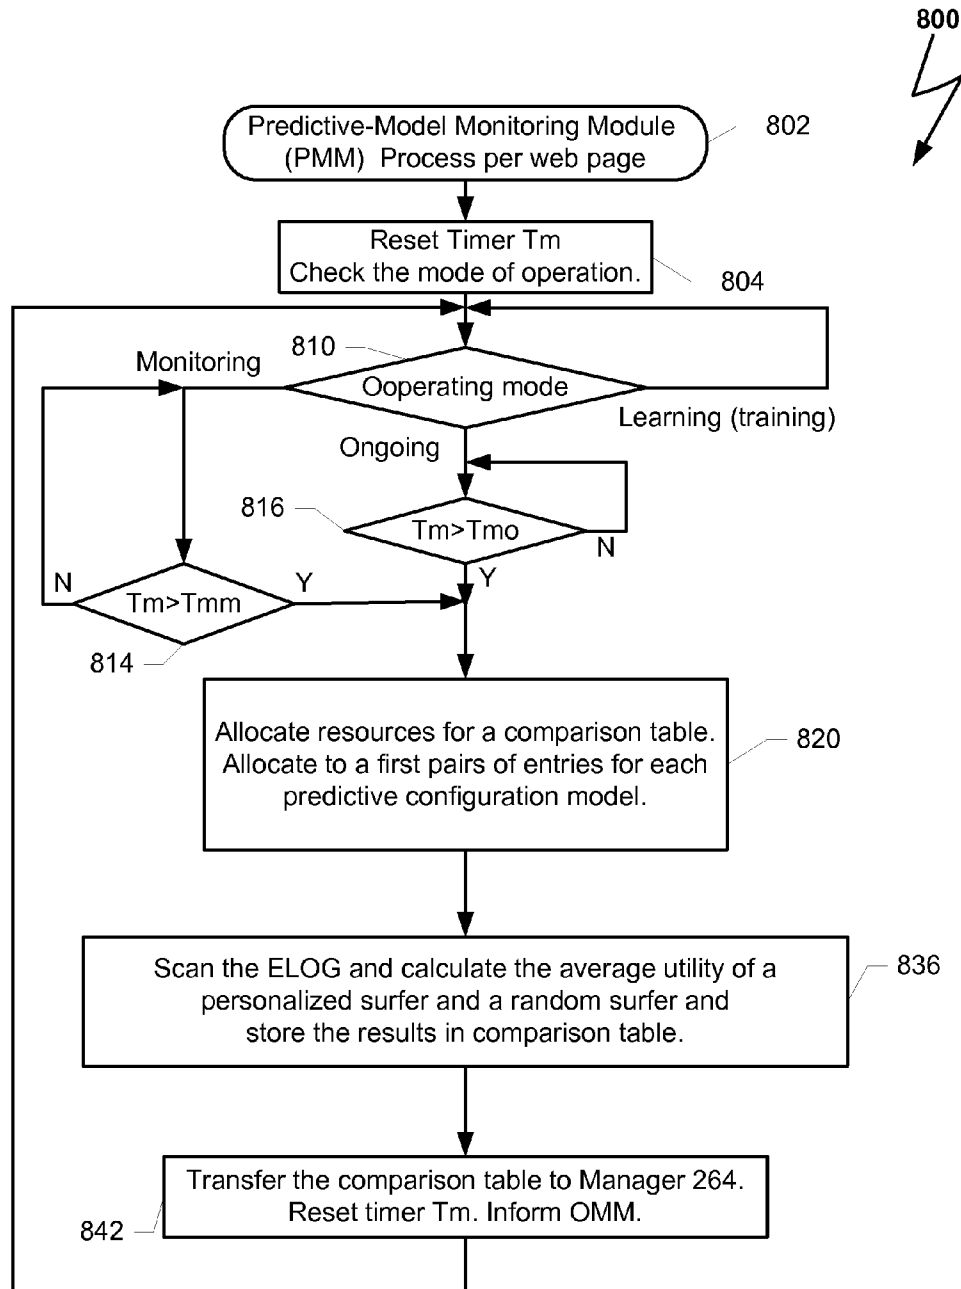 800
Predictive-Model Monitoring Module
(PMM) Process per web page
802
Reset Timer Tm
Check the mode of operation.
804
810
Monitoring
Ooperating mode
Learning (training)
Ongoing
816
Tm>Tmo
N
Y
N
Tm>Tmm
Y
814
Allocate resources for a comparison table.
Allocate to a first pairs of entries for each
predictive configuration model.
820
Scan the ELOG and calculate the average utility of a
personalized surfer and a random surfer and
store the results in comparison table.
836
Transfer the comparison table to Manager 264.
Reset timer Tm. Inform OMM.
842